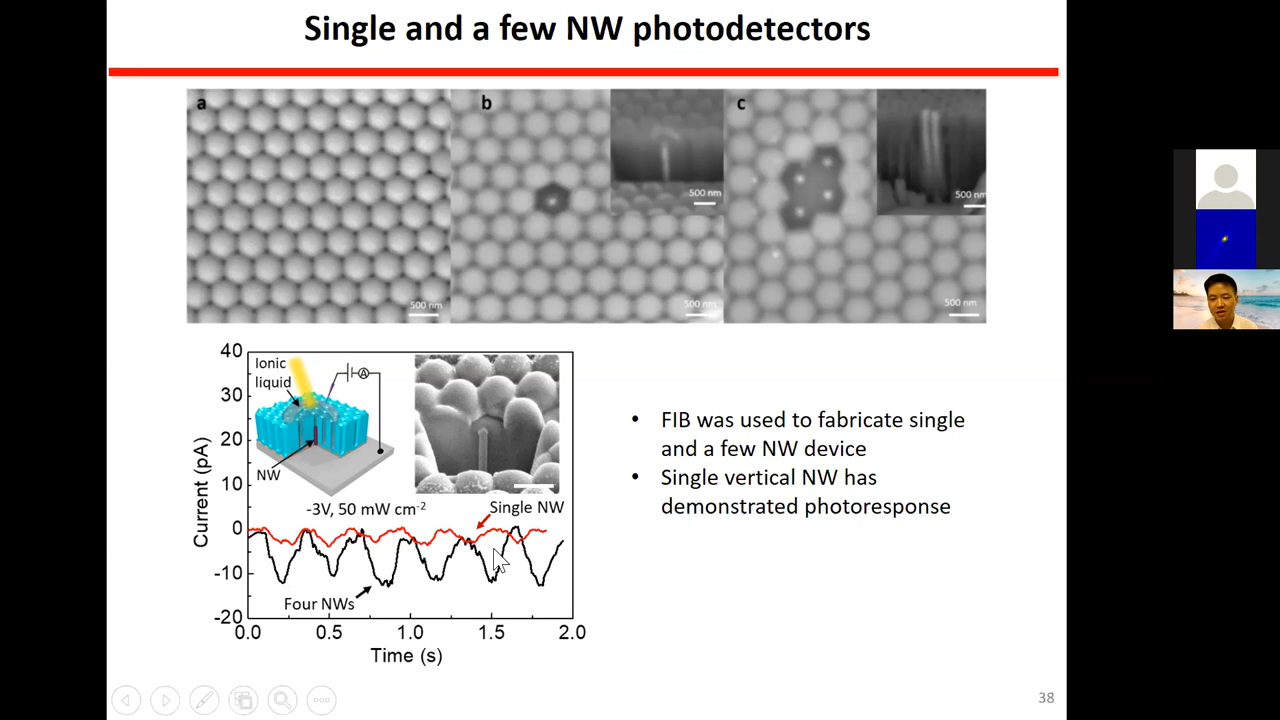 Single and a few NW photodetectors
a
b
c
500 nm
500 nm
500 nm
500 nm
500 nm
40
30
20
10
0
-10
-20
Current (pA)
Ionic
liquid
A
NW
-3V, 50 mW cm-2
Single NW
Four NWs
0.0
0.5
1.0
1.5
2.0
Time (s)
• FIB was used to fabricate single
and a few NW device
• Single vertical NW has
demonstrated photoresponse
38